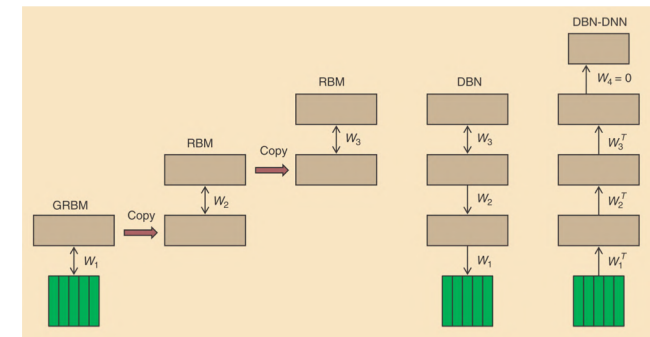 DBN-DNN
W₄ = 0
RBM
DBN
Copy
W₃
W₃
W₃ᵀ
RBM
Copy
W₂
W₂
W₂ᵀ
GRBM
W₁
W₁
W₁ᵀ